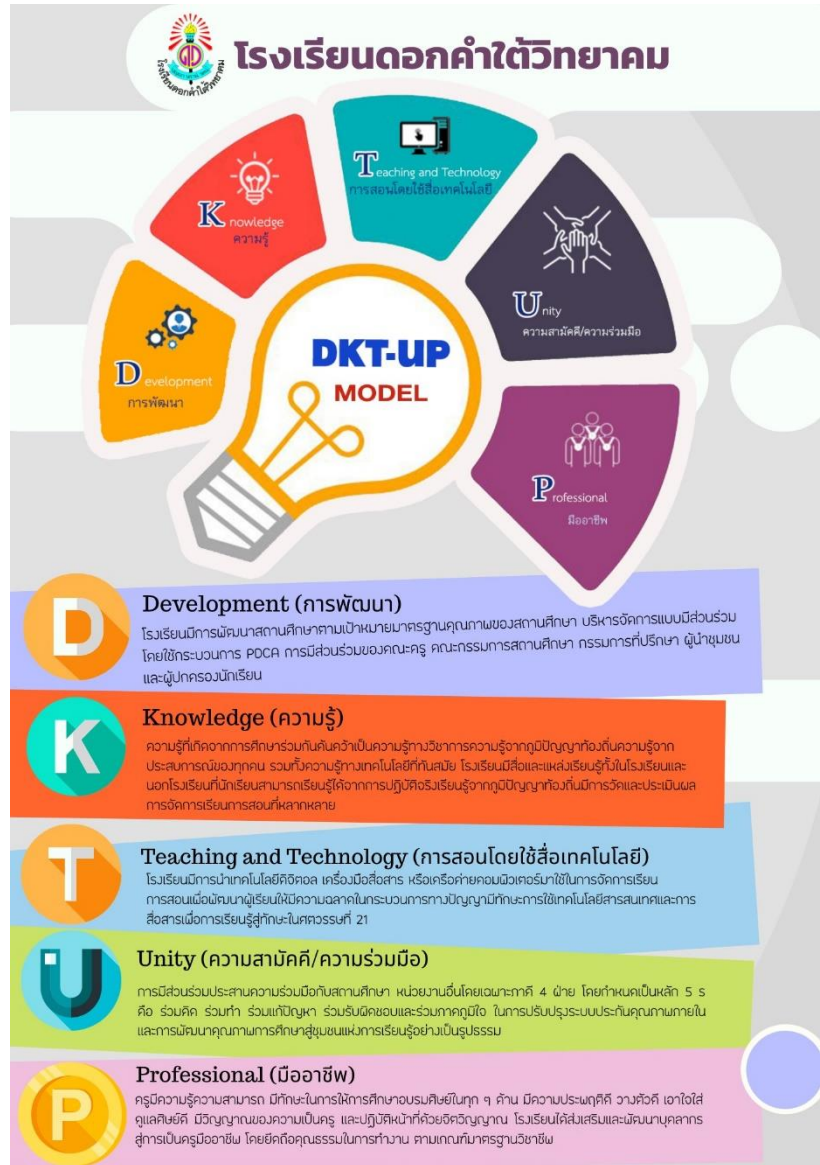 โรงเรียนดอกคำใต้วิทยาคม
โรงเรียนดอกคำใต้วิทยาคม
Teaching and Technology
การสอนโดยใช้สื่อเทคโนโลยี
Knowledge
ความรู้
Unity
ความสามัคคี/ความร่วมมือ
DKT-UP
MODEL
Development
การพัฒนา
Professional
มืออาชีพ
D
Development (การพัฒนา)
โรงเรียนมีการพัฒนาสถานศึกษาตามเป้าหมายมาตรฐานคุณภาพของสถานศึกษา บริหารจัดการแบบมีส่วนร่วม
โดยใช้กระบวนการ PDCA การมีส่วนร่วมของคณะครู คณะกรรมการสถานศึกษา กรรมการที่ปรึกษา ผู้นำชุมชน
และผู้ปกครองนักเรียน
K
Knowledge (ความรู้)
ความรู้ที่เกิดจากการศึกษาร่วมกันค้นคว้าเป็นความรู้ทางวิชาการความรู้จากภูมิปัญญาท้องถิ่นความรู้จาก
ประสบการณ์ของทุกคน รวมทั้งความรู้ทางเทคโนโลยีที่ทันสมัย โรงเรียนมีสื่อและแหล่งเรียนรู้ทั้งในโรงเรียนและ
นอกโรงเรียนที่นักเรียนสามารถเรียนรู้ได้จากการปฏิบัติจริงเรียนรู้จากภูมิปัญญาท้องถิ่นมีการวัดและประเมินผล
การจัดการเรียนการสอนที่หลากหลาย
T
Teaching and Technology (การสอนโดยใช้สื่อเทคโนโลยี)
โรงเรียนมีการนำเทคโนโลยีดิจิตอล เครื่องมือสื่อสาร หรือเครือข่ายคอมพิวเตอร์มาใช้ในการจัดการเรียน
การสอนเพื่อพัฒนาผู้เรียนให้มีความฉลาดในกระบวนการทางปัญญามีทักษะการใช้เทคโนโลยีสารสนเทศและการ
สื่อสารเพื่อการเรียนรู้สู่ทักษะในศตวรรษที่ 21
U
Unity (ความสามัคคี/ความร่วมมือ)
การมีส่วนร่วมประสานความร่วมมือกับสถานศึกษา หน่วยงานอื่นโดยเฉพาะภาคี 4 ฝ่าย โดยกำหนดเป็นหลัก 5 ร
คือ ร่วมคิด ร่วมทำ ร่วมแก้ปัญหา ร่วมรับผิดชอบและร่วมภาคภูมิใจ ในการปรับปรุงระบบประกันคุณภาพภายใน
และการพัฒนาคุณภาพการศึกษาสู่ชุมชนแห่งการเรียนรู้อย่างเป็นรูปธรรม
P
Professional (มืออาชีพ)
ครูมีความรู้ความสามารถ มีทักษะในการให้การศึกษาอบรมศิษย์ในทุก ๆ ด้าน มีความประพฤติดี วางตัวดี เอาใจใส่
ดูแลศิษย์ดี มีวิญญาณของความเป็นครู และปฏิบัติหน้าที่ด้วยจิตวิญญาณ โรงเรียนได้ส่งเสริมและพัฒนาบุคลากร
สู่การเป็นครูมืออาชีพ โดยยึดถือคุณธรรมในการทำงาน ตามเกณฑ์มาตรฐานวิชาชีพ